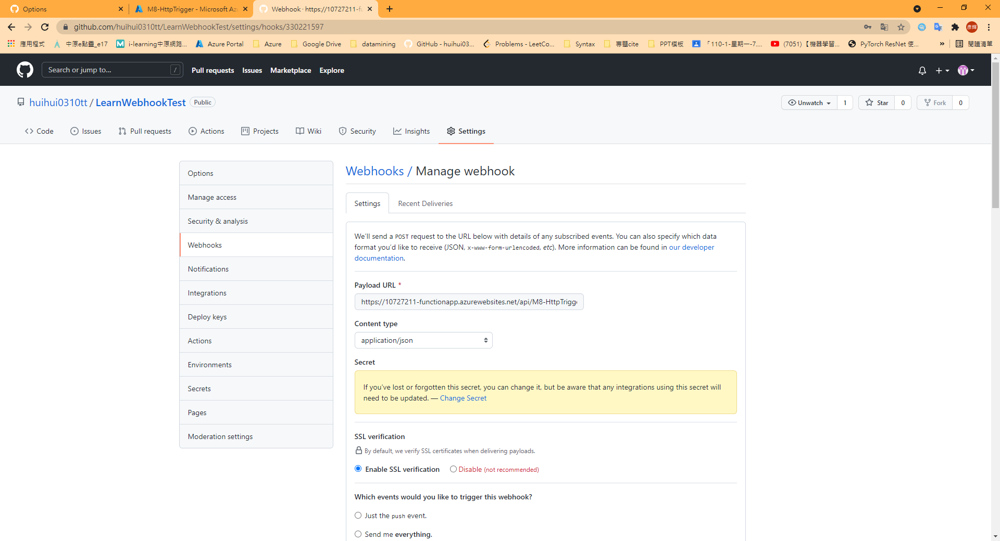 Options
M8-HttpTrigger - Microsoft Az
Webhook · https://10727211-f
github.com/huihui0310tt/LearnWebhookTest/settings/hooks/330221597
彥輝
應用程式
中原e點靈_e17
i-learning中原網路...
Azure Portal
Azure
Google Drive
datamining
GitHub - huihui03...
Problems - LeetCo...
Syntax
專題cite
PPT模板
「110-1-星期一-7....
(7051)【機器學習...
PyTorch ResNet 使...
»
閱讀清單
Search or jump to...
/
Pull requests
Issues
Marketplace
Explore
huihui0310tt / LearnWebhookTest
Public
Unwatch
1
Star
0
Fork
0
Code
Issues
Pull requests
Actions
Projects
Wiki
Security
Insights
Settings
Options
Manage access
Security & analysis
Webhooks
Notifications
Integrations
Deploy keys
Actions
Environments
Secrets
Pages
Moderation settings
Webhooks / Manage webhook
Settings
Recent Deliveries
We'll send a POST request to the URL below with details of any subscribed events. You can also specify which data
format you'd like to receive (JSON, x-www-form-urlencoded, etc). More information can be found in our developer
documentation.
Payload URL *
https://10727211-functionapp.azurewebsites.net/api/M8-HttpTrigge
Content type
application/json
Secret
If you've lost or forgotten this secret, you can change it, but be aware that any integrations using this secret will
need to be updated. — Change Secret
SSL verification
By default, we verify SSL certificates when delivering payloads.
Enable SSL verification
Disable (not recommended)
Which events would you like to trigger this webhook?
Just the push event.
Send me everything.